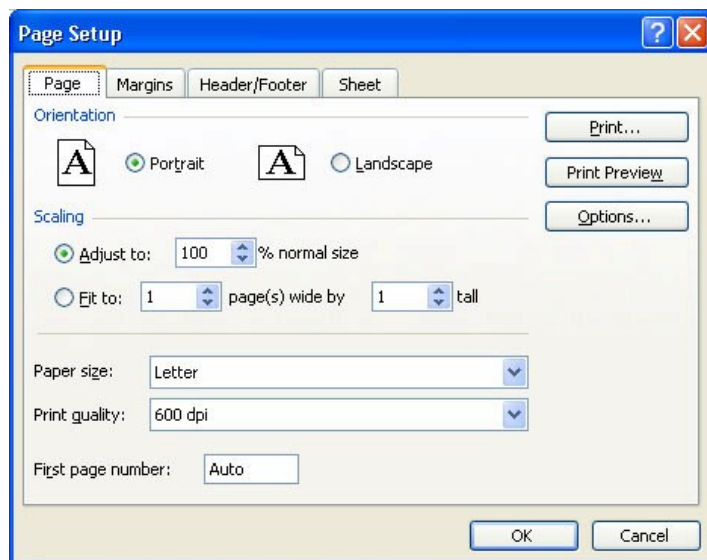 Page Setup
Page Margins Header/Footer Sheet
Orientation
A Portrait A Landscape
Print...
Print Preview
Options...
Scaling
Adjust to: 100 % normal size
Fit to: 1 page(s) wide by 1 tall
Paper size: Letter
Print quality: 600 dpi
First page number: Auto
OK Cancel